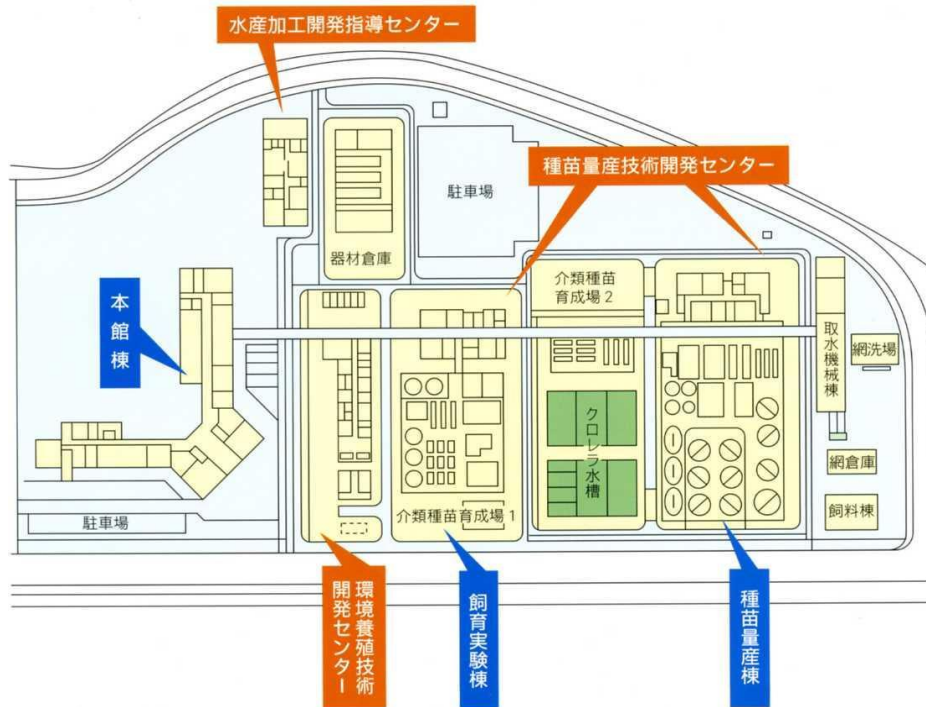 水産加工開発指導センター
種苗量産技術開発センター
駐車場
器材倉庫
介類種苗
育成場2
本館棟
取水機械棟
網洗場
クロレラ水槽
網倉庫
飼料棟
介類種苗育成場1
駐車場
環境養殖技術
開発センター
飼育実験棟
種苗量産棟